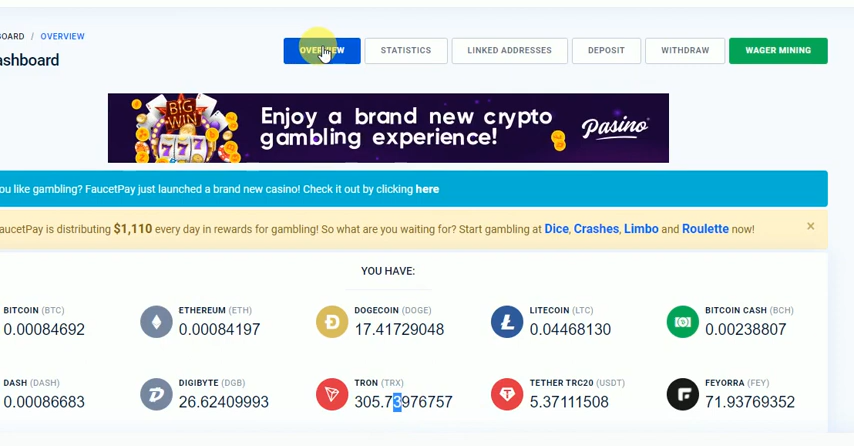 BOARD / OVERVIEW
ashboard
OVERVIEW STATISTICS LINKED ADDRESSES DEPOSIT WITHDRAW WAGER MINING
BIG
WIN
777
Enjoy a brand new crypto
gambling experience!
Pasino
ou like gambling? FaucetPay just launched a brand new casino! Check it out by clicking here
aucetPay is distributing $1,110 every day in rewards for gambling! So what are you waiting for? Start gambling at Dice, Crashes, Limbo and Roulette now! ×
YOU HAVE:
BITCOIN (BTC)
0.00084692
ETHEREUM (ETH)
0.00084197
DOGECOIN (DOGE)
17.41729048
LITECOIN (LTC)
0.04468130
BITCOIN CASH (BCH)
0.00238807
DASH (DASH)
0.00086683
DIGIBYTE (DGB)
26.62409993
TRON (TRX)
305.73976757
TETHER TRC20 (USDT)
5.37111508
FEYORRA (FEY)
71.93769352